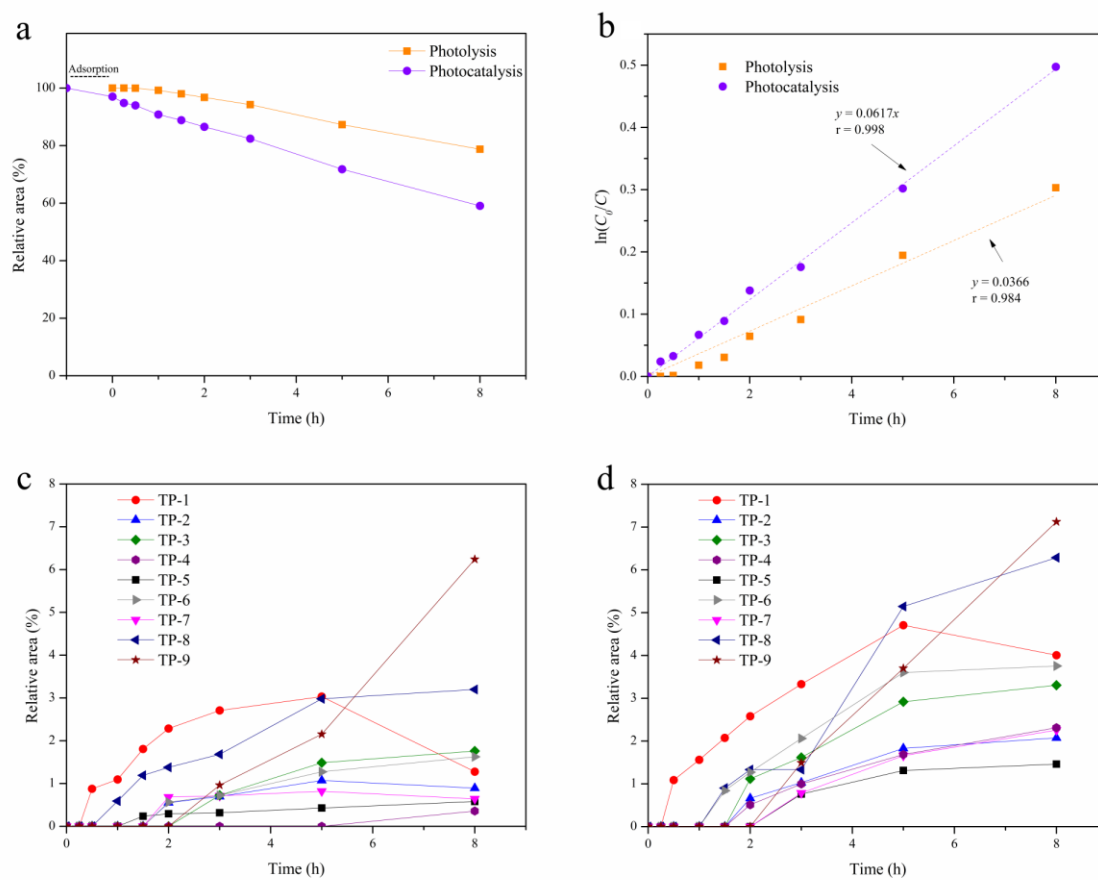 a
Adsorption
Photolysis
Photocatalysis
100
80
60
40
20
0
Relative area (%)
0 2 4 6 8
Time (h)
b
Photolysis
Photocatalysis
y = 0.0617x
r = 0.998
y = 0.0366
r = 0.984
0.5
0.4
0.3
0.2
0.1
0.0
ln(C0/C)
0 2 4 6 8
Time (h)
c
TP-1
TP-2
TP-3
TP-4
TP-5
TP-6
TP-7
TP-8
TP-9
8
7
6
5
4
3
2
1
0
Relative area (%)
0 2 4 6 8
Time (h)
d
TP-1
TP-2
TP-3
TP-4
TP-5
TP-6
TP-7
TP-8
TP-9
8
7
6
5
4
3
2
1
0
Relative area (%)
0 2 4 6 8
Time (h)